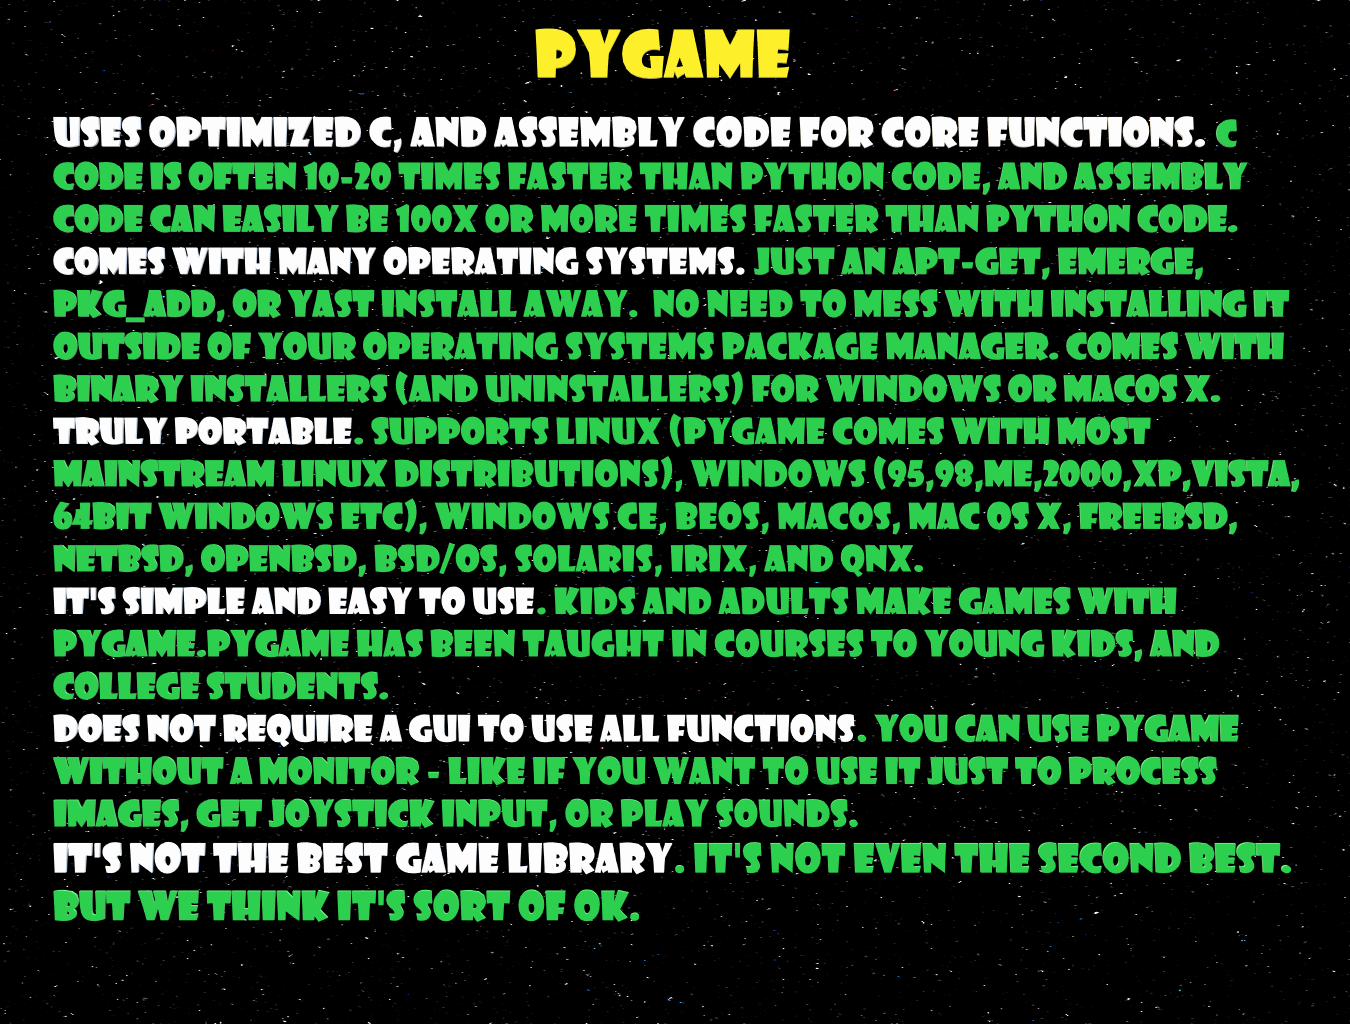 PYGAME
USES OPTIMIZED C, AND ASSEMBLY CODE FOR CORE FUNCTIONS. C
CODE IS OFTEN 10-20 TIMES FASTER THAN PYTHON CODE, AND ASSEMBLY
CODE CAN EASILY BE 100X OR MORE TIMES FASTER THAN PYTHON CODE.
COMES WITH MANY OPERATING SYSTEMS. JUST AN APT-GET, EMERGE,
PKG_ADD, OR YAST INSTALL AWAY. NO NEED TO MESS WITH INSTALLING IT
OUTSIDE OF YOUR OPERATING SYSTEMS PACKAGE MANAGER. COMES WITH
BINARY INSTALLERS (AND UNINSTALLERS) FOR WINDOWS OR MACOS X.
TRULY PORTABLE. SUPPORTS LINUX (PYGAME COMES WITH MOST
MAINSTREAM LINUX DISTRIBUTIONS), WINDOWS (95,98,ME,2000,XP,VISTA,
64BIT WINDOWS ETC), WINDOWS CE, BEOS, MACOS, MAC OS X, FREEBSD,
NETBSD, OPENBSD, BSD/OS, SOLARIS, IRIX, AND QNX.
IT'S SIMPLE AND EASY TO USE. KIDS AND ADULTS MAKE GAMES WITH
PYGAME.PYGAME HAS BEEN TAUGHT IN COURSES TO YOUNG KIDS, AND
COLLEGE STUDENTS.
DOES NOT REQUIRE A GUI TO USE ALL FUNCTIONS. YOU CAN USE PYGAME
WITHOUT A MONITOR - LIKE IF YOU WANT TO USE IT JUST TO PROCESS
IMAGES, GET JOYSTICK INPUT, OR PLAY SOUNDS.
IT'S NOT THE BEST GAME LIBRARY. IT'S NOT EVEN THE SECOND BEST.
BUT WE THINK IT'S SORT OF OK.